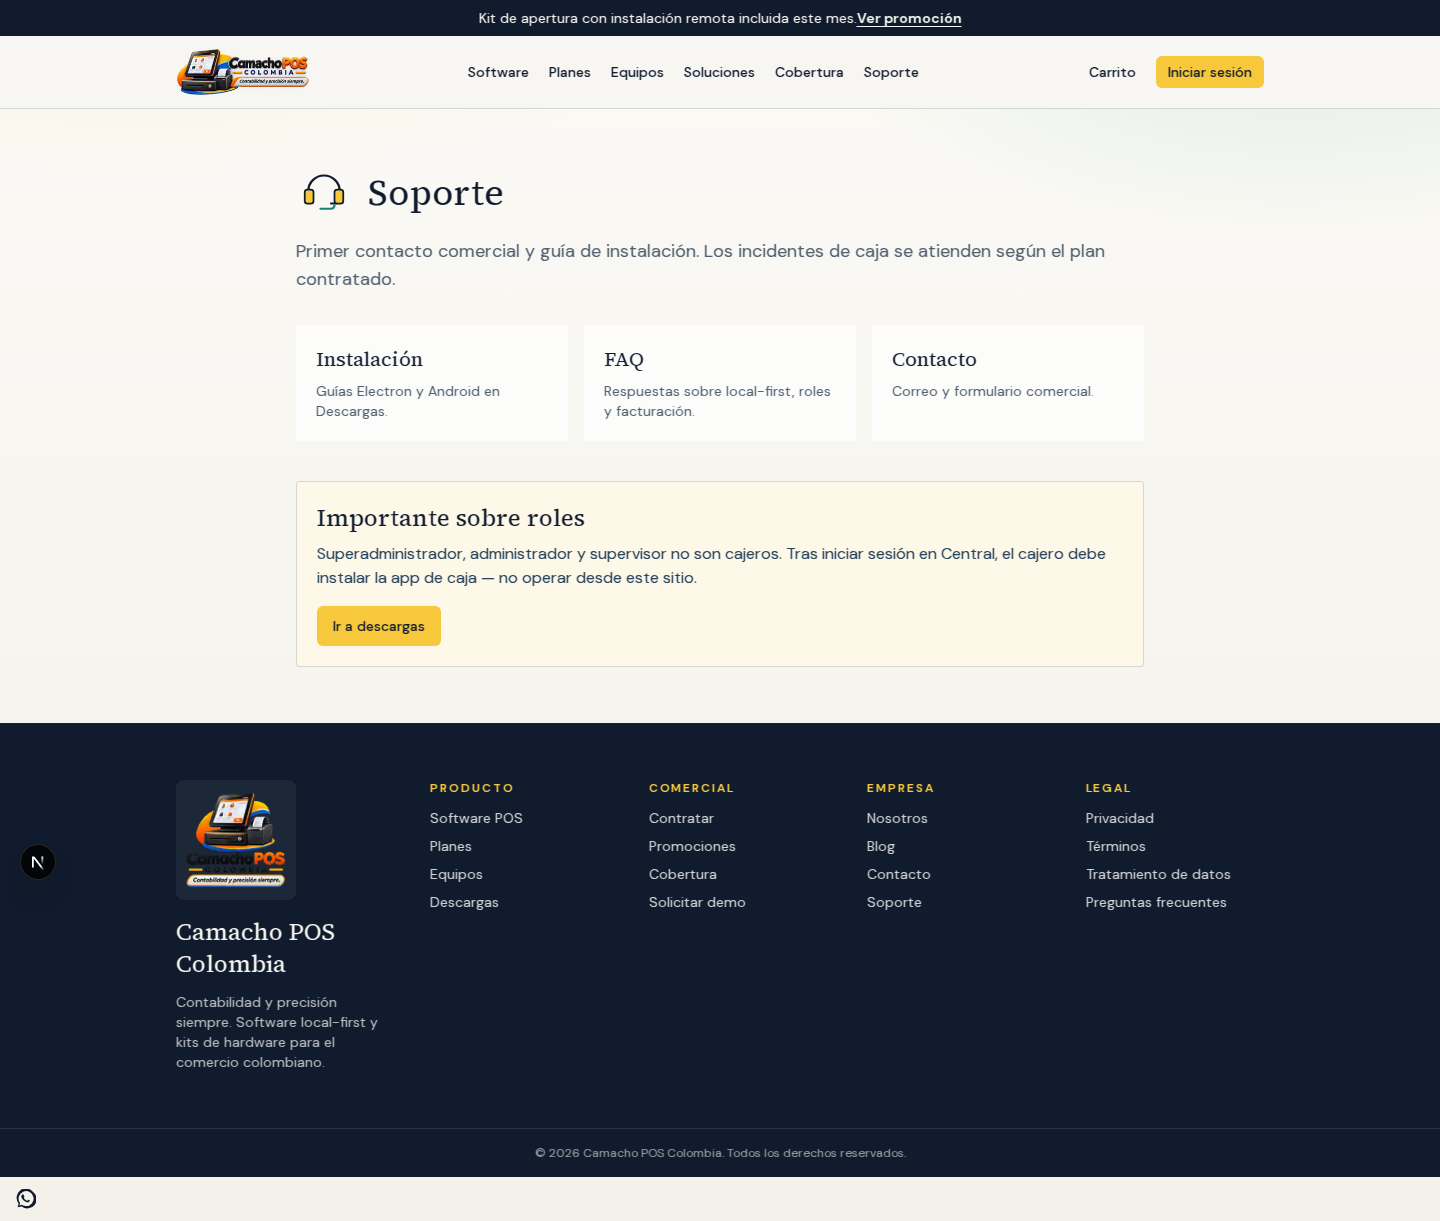 Kit de apertura con instalación remota incluida este mes.Ver promoción
CamachoPOS
COLOMBIA
Contabilidad y precisión siempre.
Software Planes Equipos Soluciones Cobertura Soporte
Carrito Iniciar sesión
Soporte
Primer contacto comercial y guía de instalación. Los incidentes de caja se atienden según el plan
contratado.
Instalación
Guías Electron y Android en
Descargas.
FAQ
Respuestas sobre local-first, roles
y facturación.
Contacto
Correo y formulario comercial.
Importante sobre roles
Superadministrador, administrador y supervisor no son cajeros. Tras iniciar sesión en Central, el cajero debe
instalar la app de caja — no operar desde este sitio.
Ir a descargas
CamachoPOS
COLOMBIA
Contabilidad y precisión siempre.
Camacho POS
Colombia
Contabilidad y precisión
siempre. Software local-first y
kits de hardware para el
comercio colombiano.
PRODUCTO
Software POS
Planes
Equipos
Descargas
COMERCIAL
Contratar
Promociones
Cobertura
Solicitar demo
EMPRESA
Nosotros
Blog
Contacto
Soporte
LEGAL
Privacidad
Términos
Tratamiento de datos
Preguntas frecuentes
N
© 2026 Camacho POS Colombia. Todos los derechos reservados.